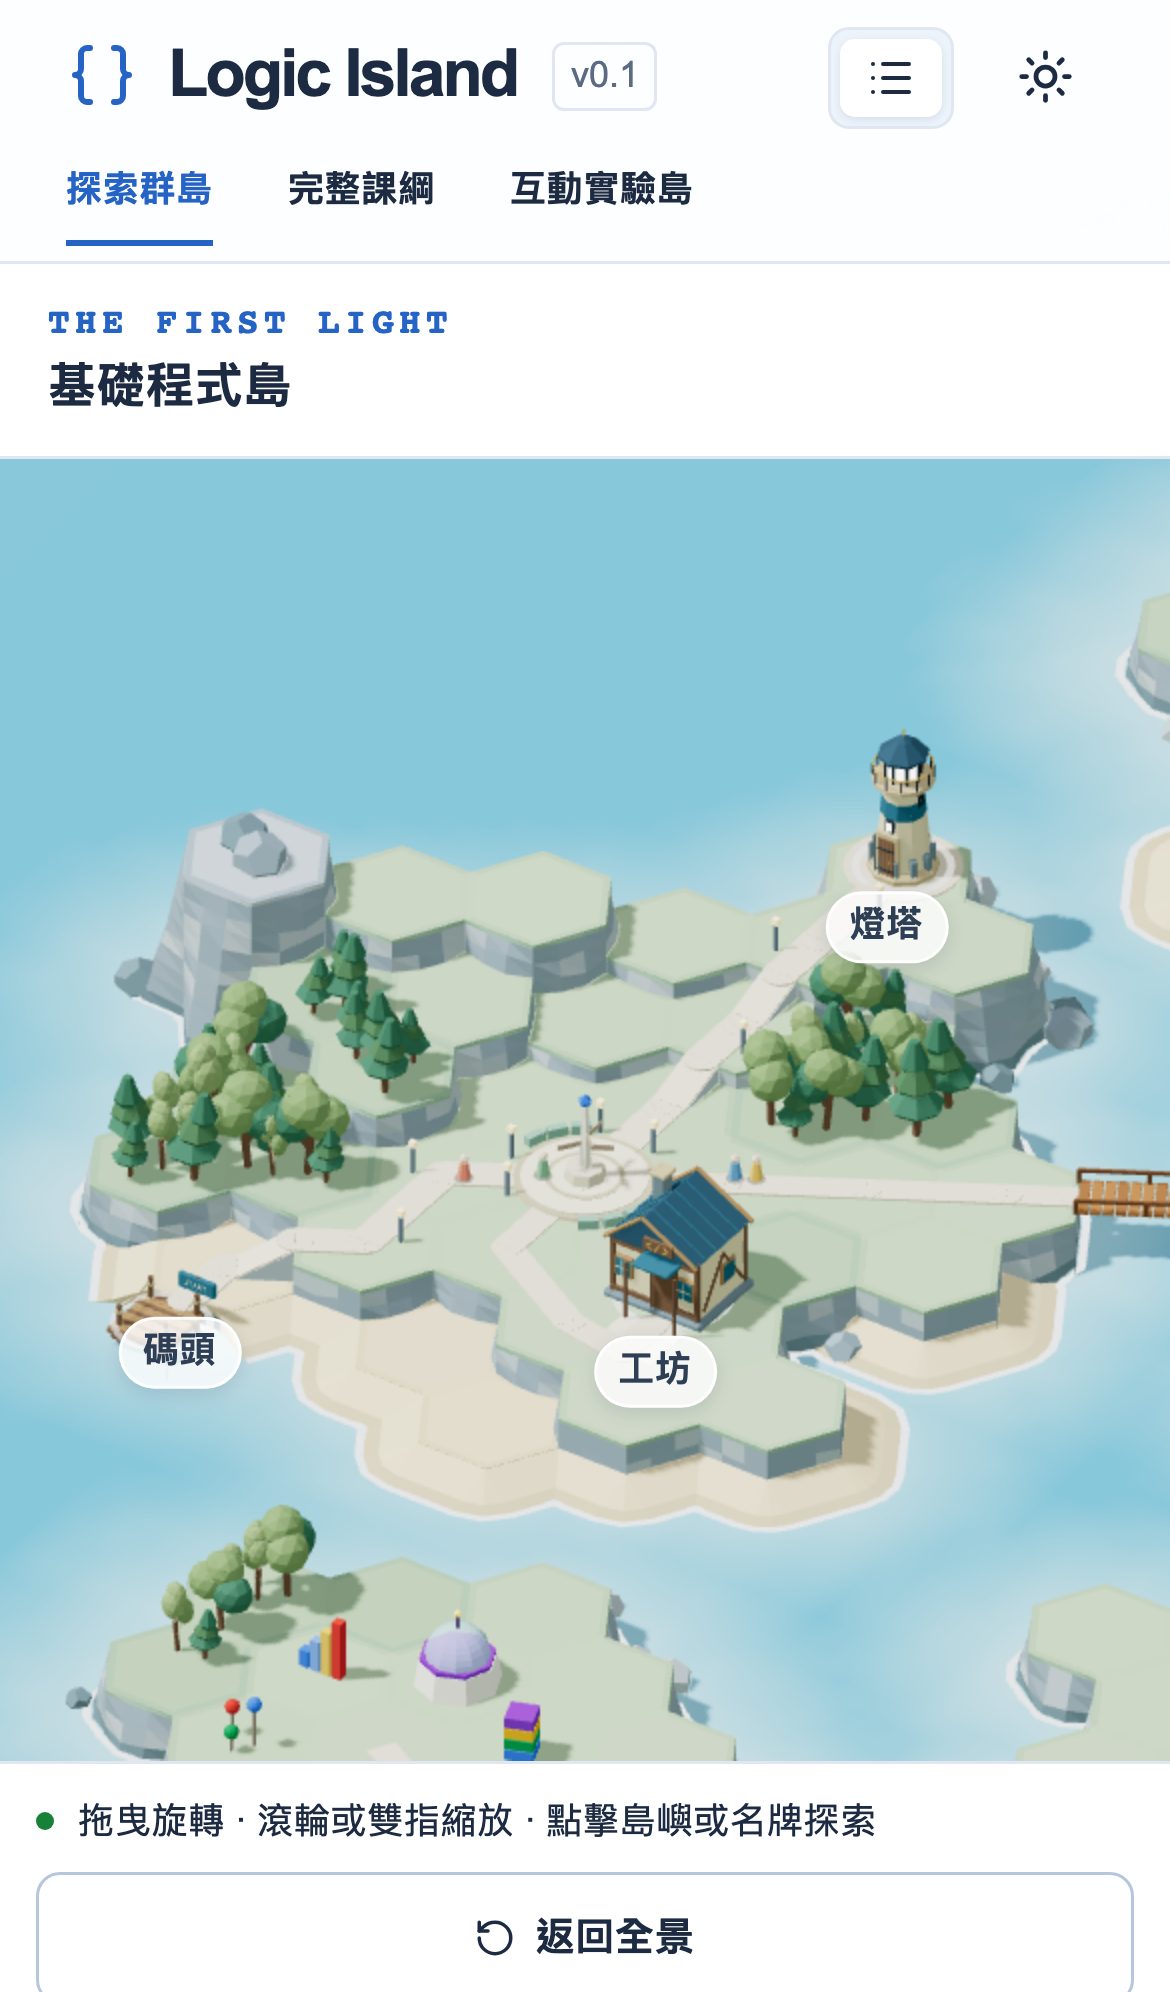 { } Logic Island v0.1
探索群島 完整課綱 互動實驗島
THE FIRST LIGHT
基礎程式島
燈塔
</>
START
碼頭
工坊
拖曳旋轉 · 滾輪或雙指縮放 · 點擊島嶼或名牌探索
返回全景